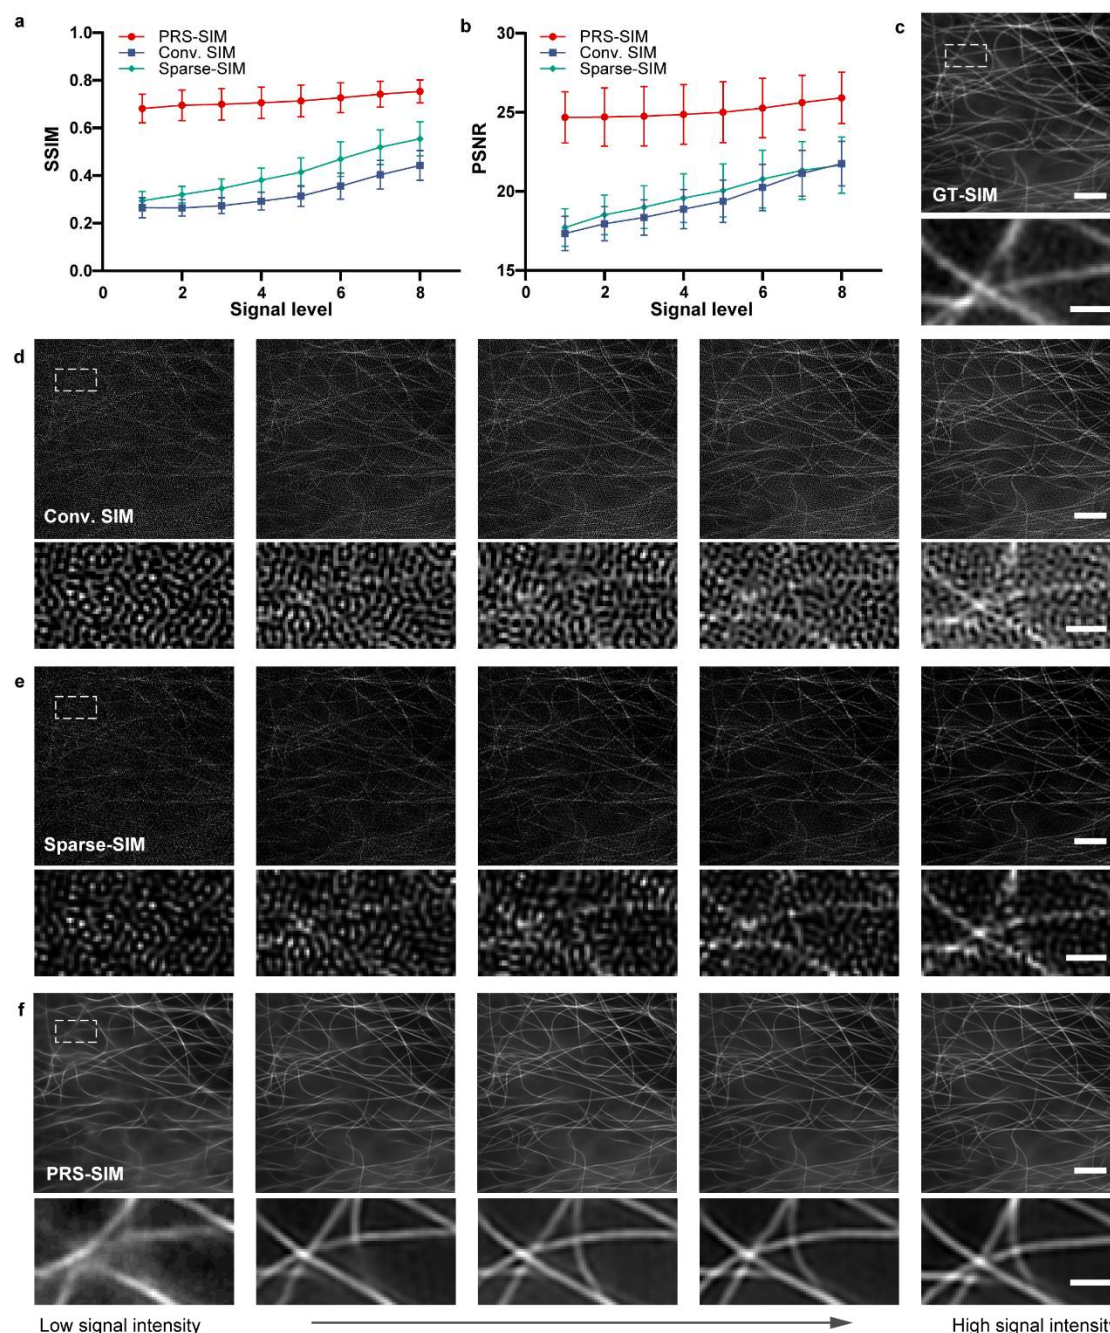 a
1.0
0.8
0.6
0.4
0.2
0.0
SSIM
PRS-SIM
Conv. SIM
Sparse-SIM
0
2
4
6
8
Signal level
b
30
25
20
15
PSNR
PRS-SIM
Conv. SIM
Sparse-SIM
0
2
4
6
8
Signal level
c
GT-SIM
d
Conv. SIM
e
Sparse-SIM
f
PRS-SIM
Low signal intensity
High signal intensity